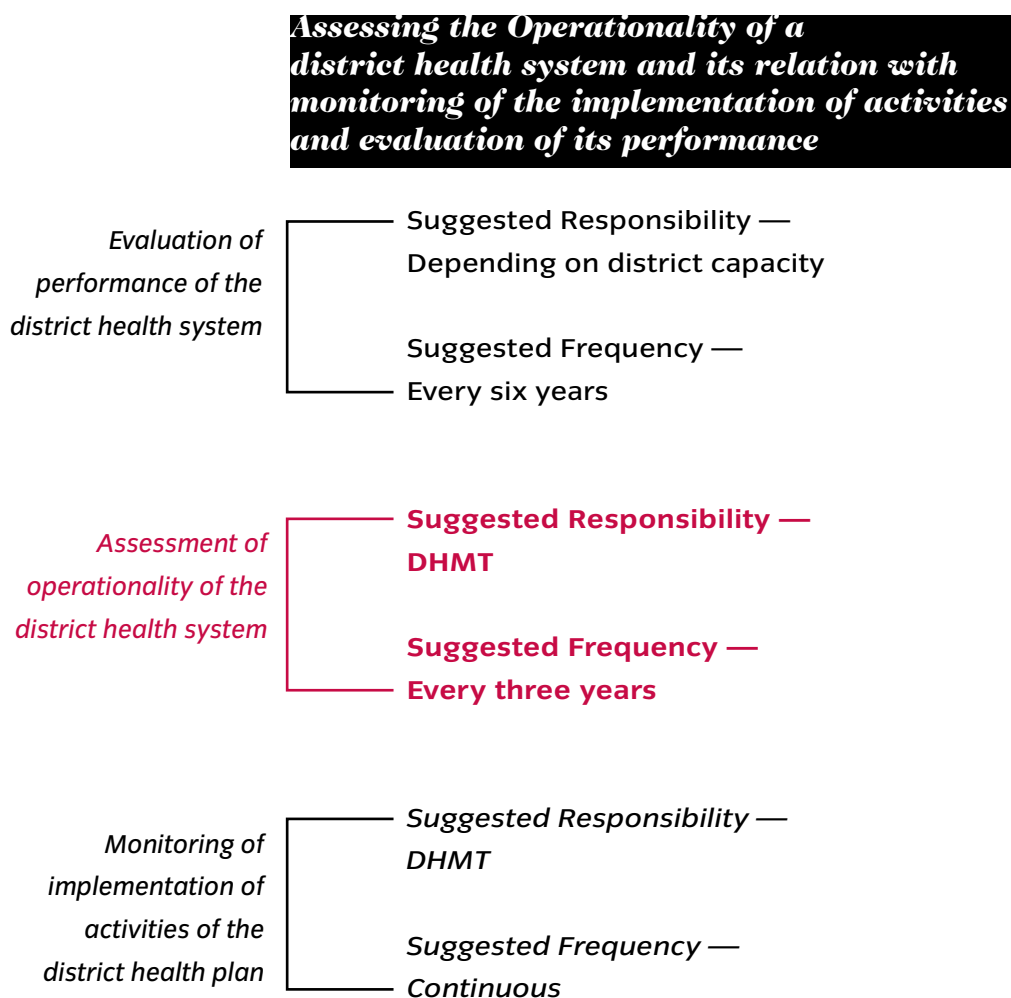 Assessing the Operationality of a
district health system and its relation with
monitoring of the implementation of activities
and evaluation of its performance
Evaluation of
performance of the
district health system
Suggested Responsibility —
Depending on district capacity
Suggested Frequency —
Every six years
Assessment of
operationality of the
district health system
Suggested Responsibility —
DHMT
Suggested Frequency —
Every three years
Monitoring of
implementation of
activities of the
district health plan
Suggested Responsibility —
DHMT
Suggested Frequency —
Continuous